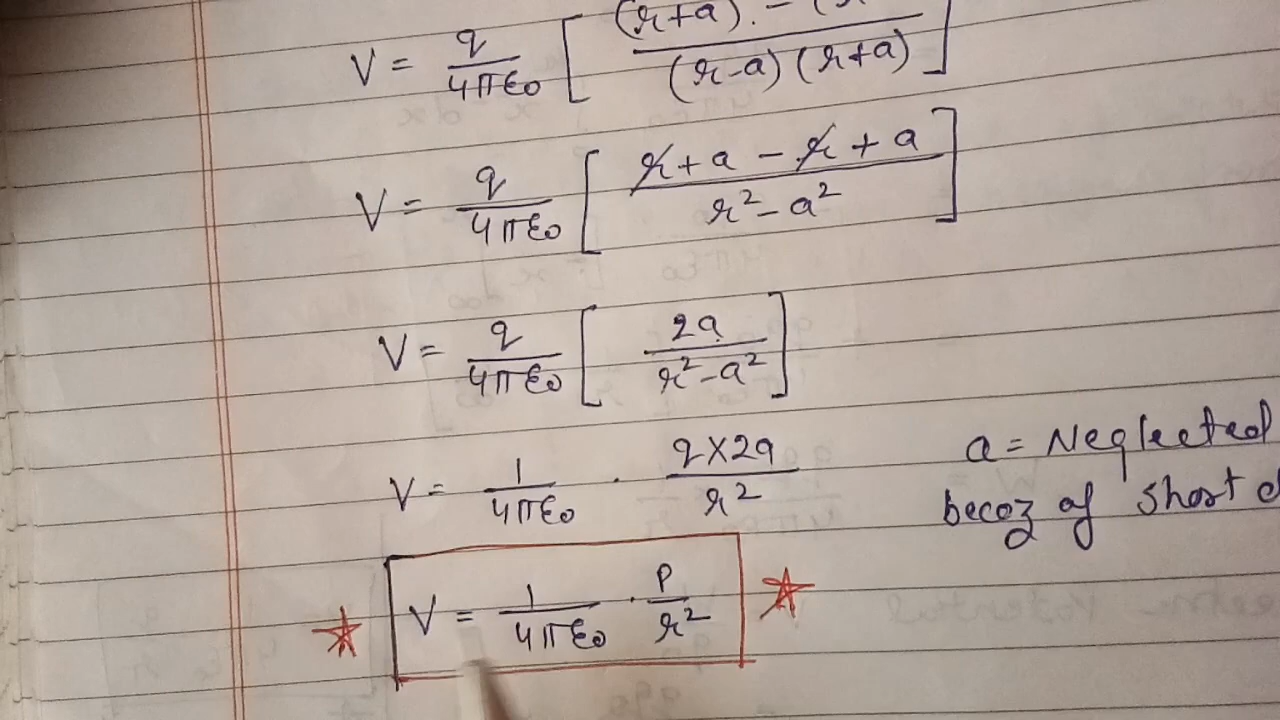 V = q/4πε₀ [ (r+a) - (r / (r-a)(r+a) ]
V = q/4πε₀ [ r + a - r + a / r² - a² ]
V = q/4πε₀ [ 2a / r² - a² ]
V = 1/4πε₀ · q×2a / r²
a = Neglected
becoz of short d
V = 1/4πε₀ · P/r²